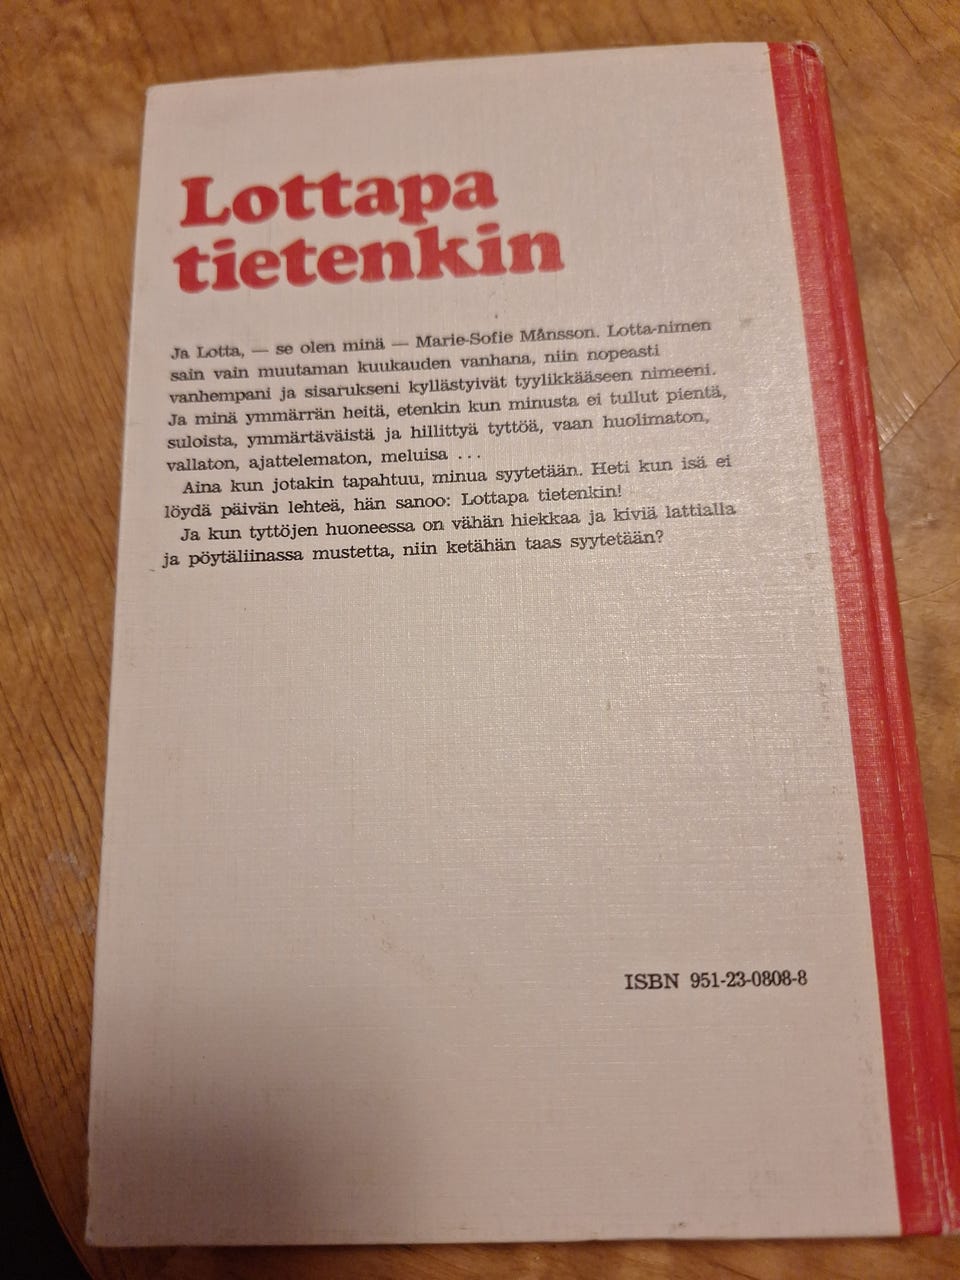 Lottapa
tietenkin
Ja Lotta, — se olen minä — Marie-Sofie Månsson. Lotta-nimen
sain vain muutaman kuukauden vanhana, niin nopeasti
vanhempani ja sisarukseni kyllästyivät tyylikkääseen nimeeni.
Ja minä ymmärrän heitä, etenkin kun minusta ei tullut pientä,
suloista, ymmärtäväistä ja hillittyä tyttöä, vaan huolimaton,
vallaton, ajattelematon, meluisa ...
Aina kun jotakin tapahtuu, minua syytetään. Heti kun isä ei
löydä päivän lehteä, hän sanoo: Lottapa tietenkin!
Ja kun tyttöjen huoneessa on vähän hiekkaa ja kiviä lattialla
ja pöytäliinassa mustetta, niin ketähän taas syytetään?
ISBN 951-23-0808-8